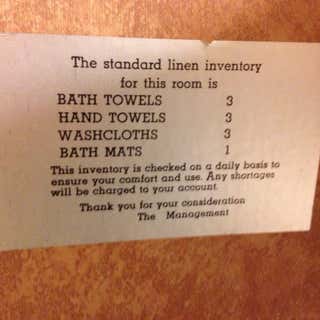 The standard linen inventory
for this room is
BATH TOWELS 3
HAND TOWELS 3
WASHCLOTHS 3
BATH MATS 1
This inventory is checked on a daily basis to
ensure your comfort and use. Any shortages
will be charged to your account.
Thank you for your consideration
The Management